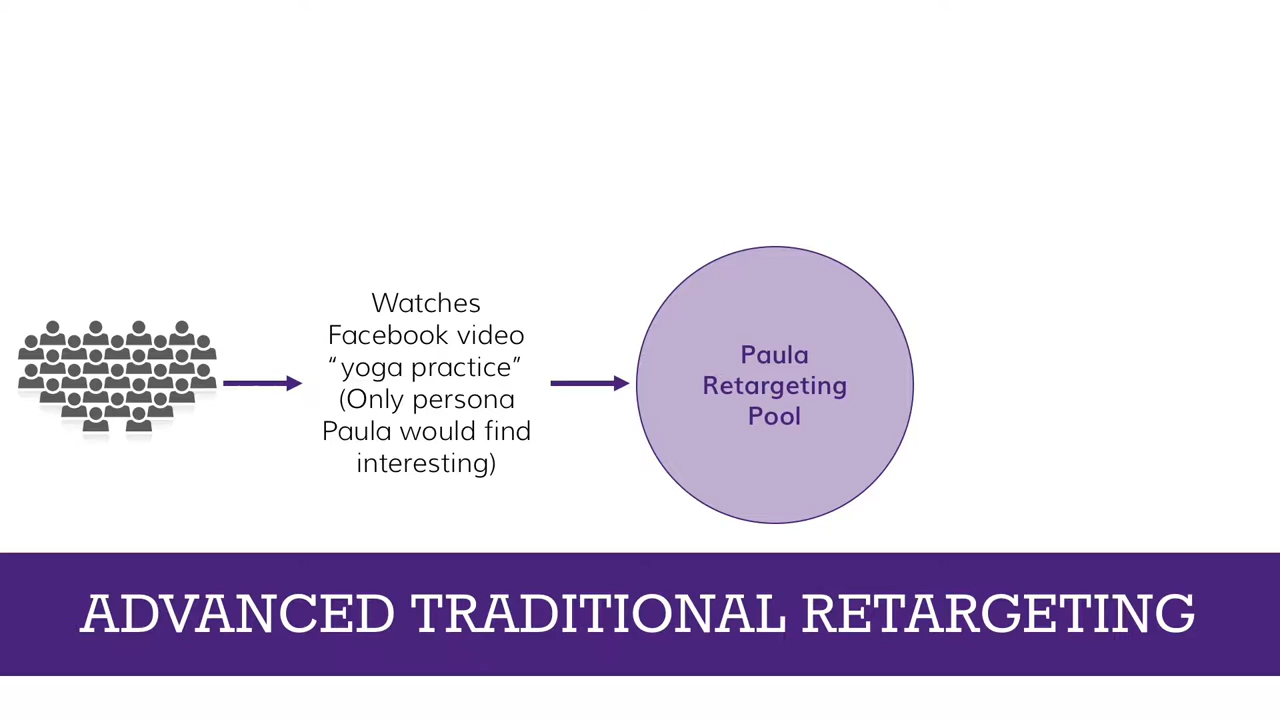 Watches
Facebook video
“yoga practice”
(Only persona
Paula would find
interesting)
Paula
Retargeting
Pool
ADVANCED TRADITIONAL RETARGETING